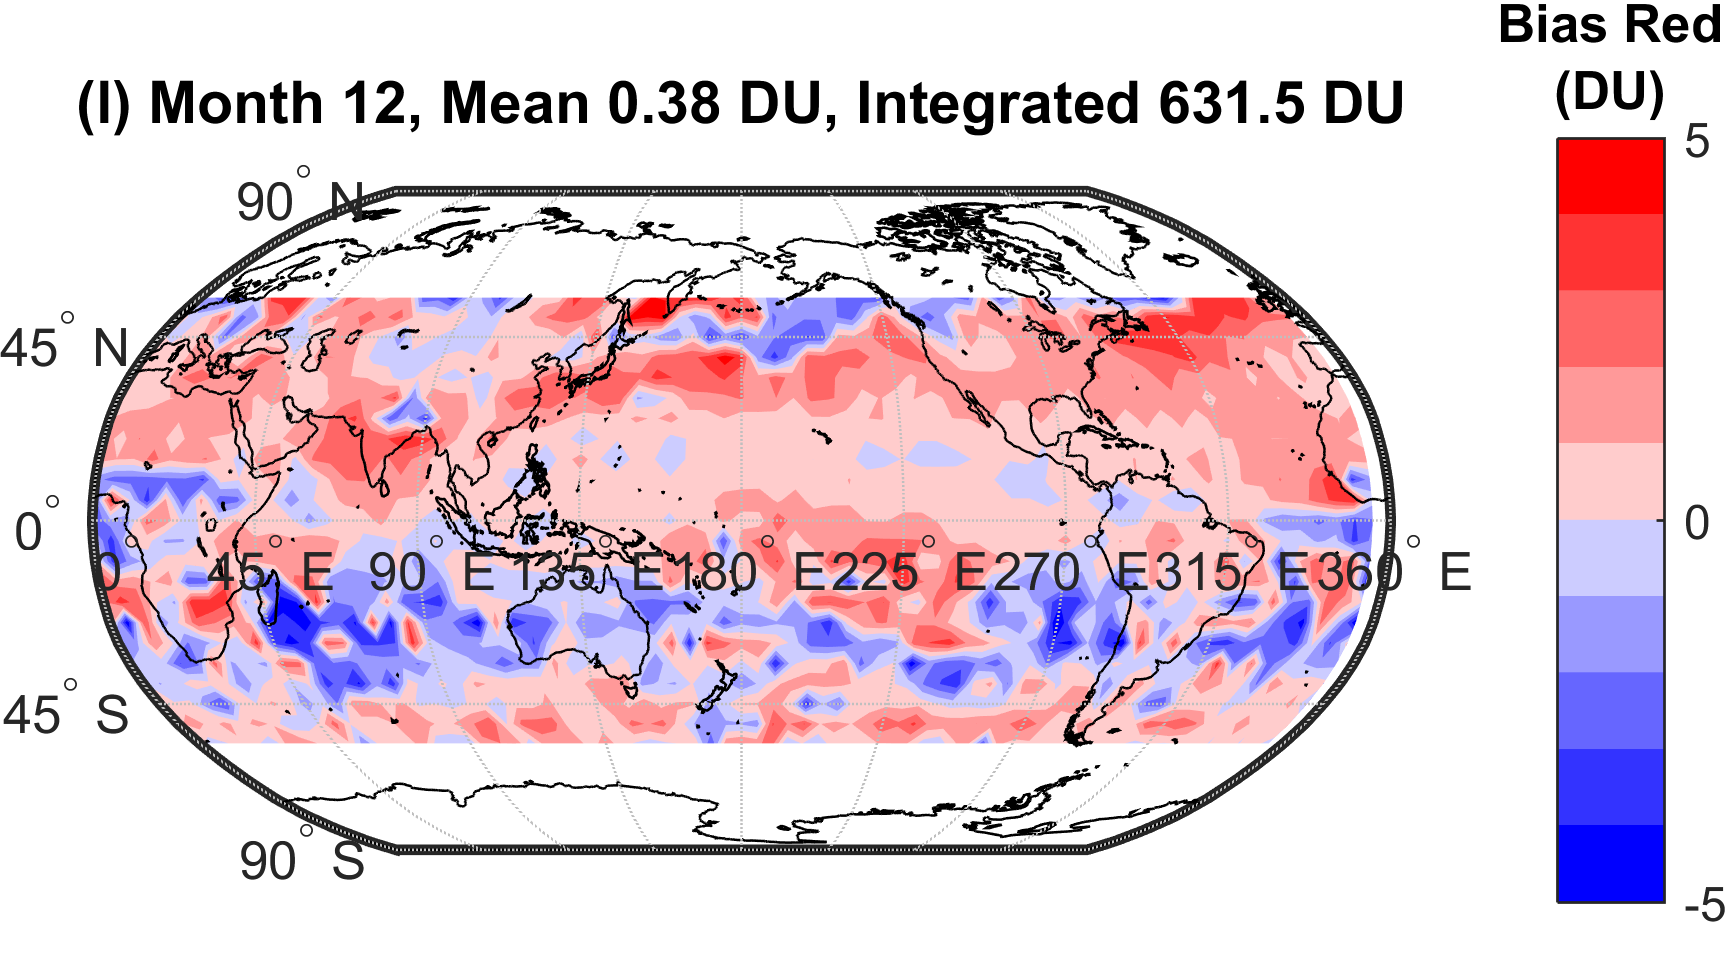 Bias Red
(DU)
(l) Month 12, Mean 0.38 DU, Integrated 631.5 DU
5
0
-5
90° N
45° N
0°
45° S
90° S
0° 45° E 90° E 135° E 180° E 225° E 270° E 315° E 360° E